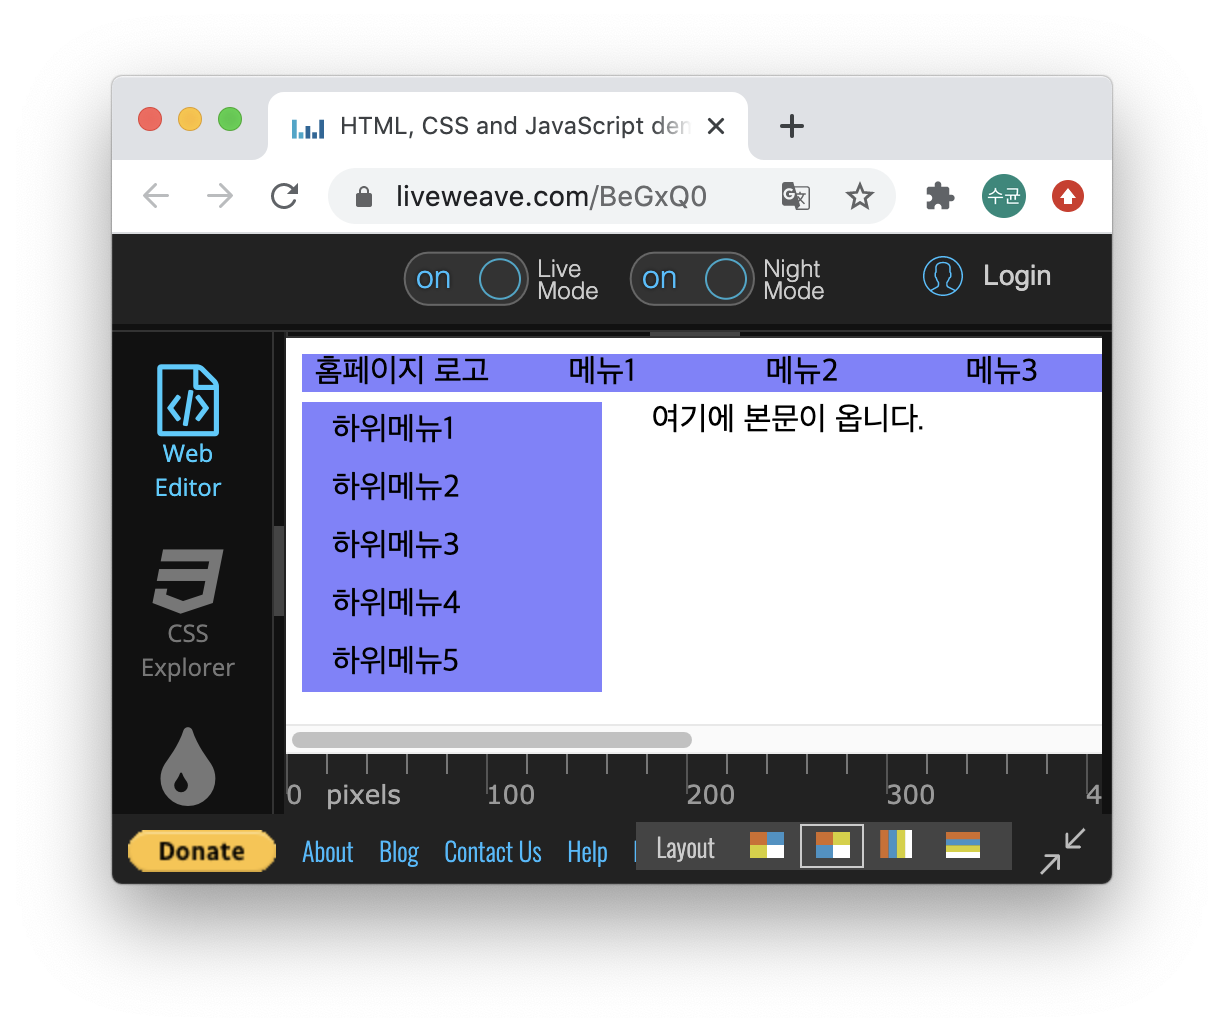 HTML, CSS and JavaScript den
liveweave.com/BeGxQ0
수균
on Live Mode
on Night Mode
Login
Web
Editor
CSS
Explorer
홈페이지 로고 메뉴1 메뉴2 메뉴3
하위메뉴1
하위메뉴2
하위메뉴3
하위메뉴4
하위메뉴5
여기에 본문이 옵니다.
0 pixels 100 200 300 4
Donate About Blog Contact Us Help Layout